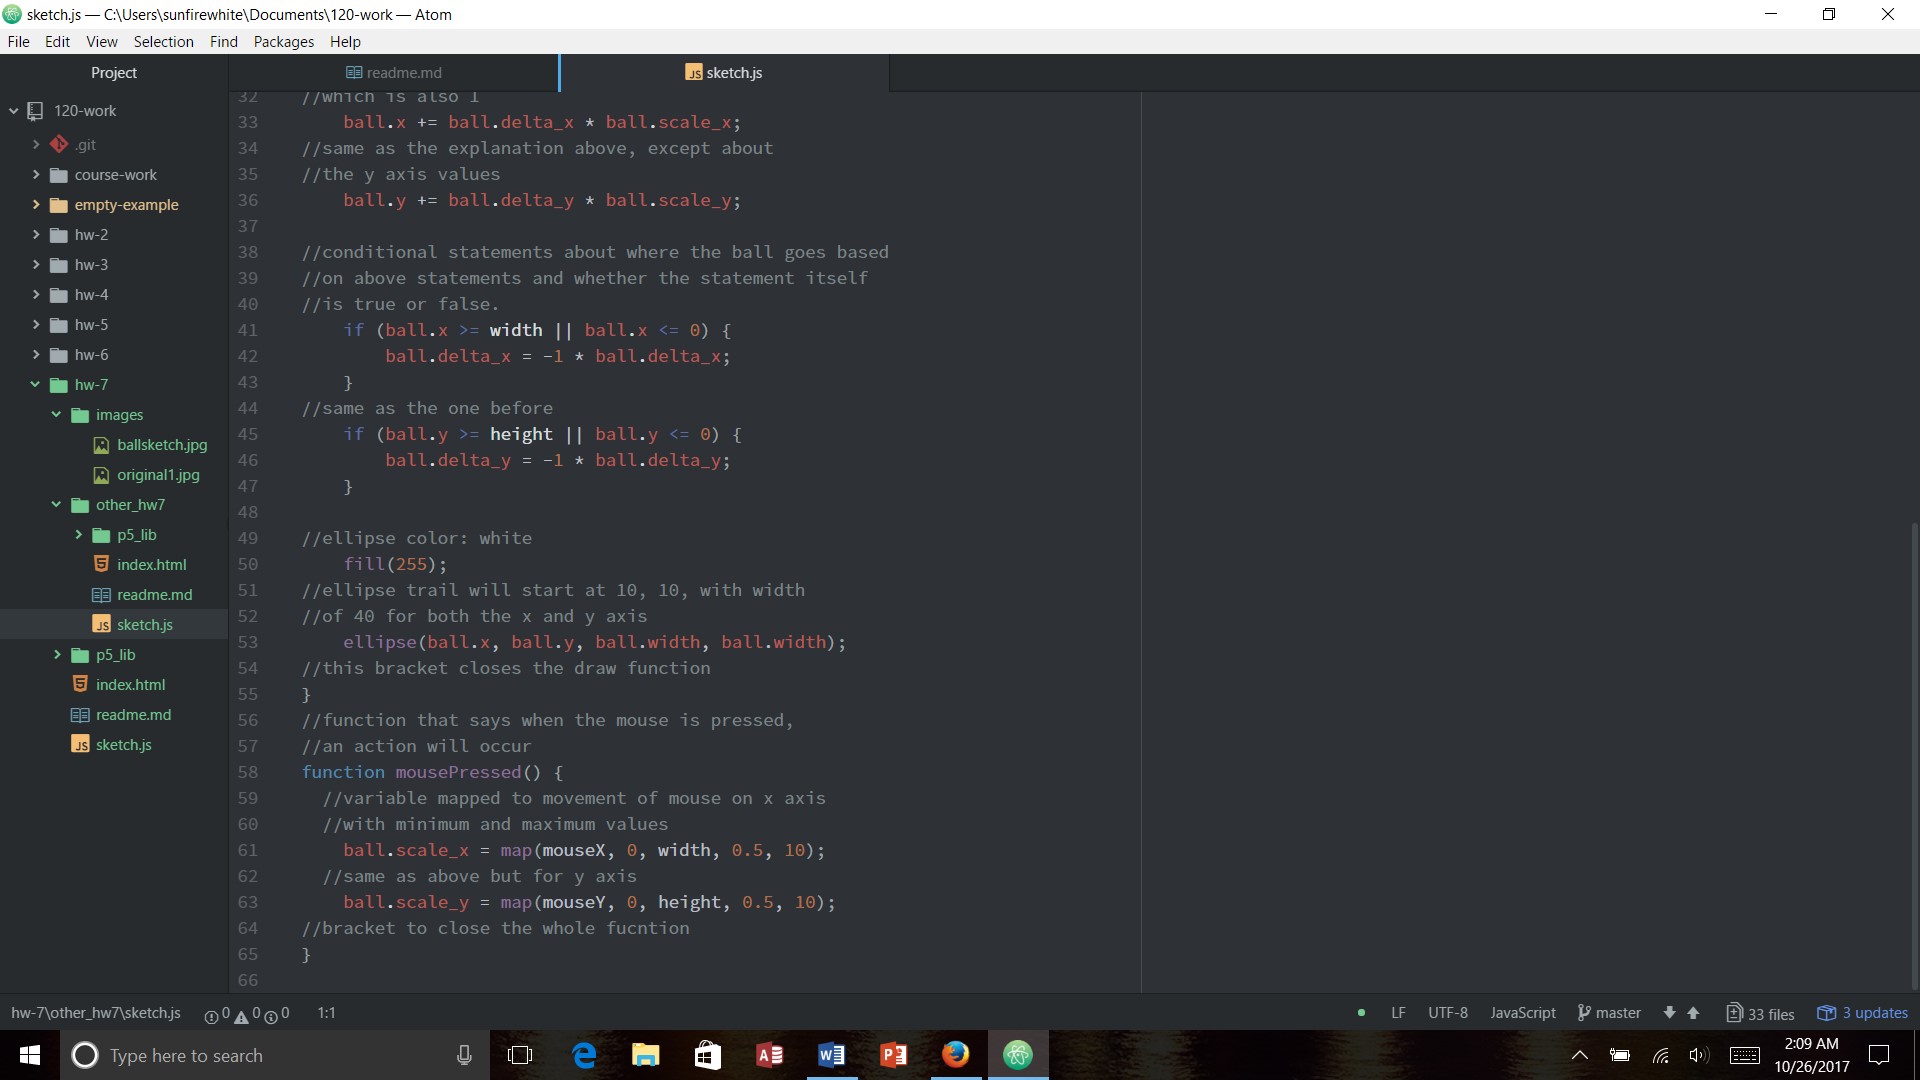 sketch.js — C:\Users\sunfirewhite\Documents\120-work — Atom
File Edit View Selection Find Packages Help
Project
readme.md
sketch.js
120-work
.git
course-work
empty-example
hw-2
hw-3
hw-4
hw-5
hw-6
hw-7
images
ballsketch.jpg
original1.jpg
other_hw7
p5_lib
index.html
readme.md
sketch.js
p5_lib
index.html
readme.md
sketch.js
32 //which is also 1
33 ball.x += ball.delta_x * ball.scale_x;
34 //same as the explanation above, except about
35 //the y axis values
36 ball.y += ball.delta_y * ball.scale_y;
37
38 //conditional statements about where the ball goes based
39 //on above statements and whether the statement itself
40 //is true or false.
41 if (ball.x >= width || ball.x <= 0) {
42 ball.delta_x = -1 * ball.delta_x;
43 }
44 //same as the one before
45 if (ball.y >= height || ball.y <= 0) {
46 ball.delta_y = -1 * ball.delta_y;
47 }
48
49 //ellipse color: white
50 fill(255);
51 //ellipse trail will start at 10, 10, with width
52 //of 40 for both the x and y axis
53 ellipse(ball.x, ball.y, ball.width, ball.width);
54 //this bracket closes the draw function
55 }
56 //function that says when the mouse is pressed,
57 //an action will occur
58 function mousePressed() {
59 //variable mapped to movement of mouse on x axis
60 //with minimum and maximum values
61 ball.scale_x = map(mouseX, 0, width, 0.5, 10);
62 //same as above but for y axis
63 ball.scale_y = map(mouseY, 0, height, 0.5, 10);
64 //bracket to close the whole fucntion
65 }
66
hw-7\other_hw7\sketch.js 0 0 0 1:1 LF UTF-8 JavaScript master 33 files 3 updates
Type here to search
2:09 AM
10/26/2017